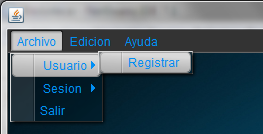 Archivo Edicion Ayuda
Usuario Registrar
Sesion
Salir